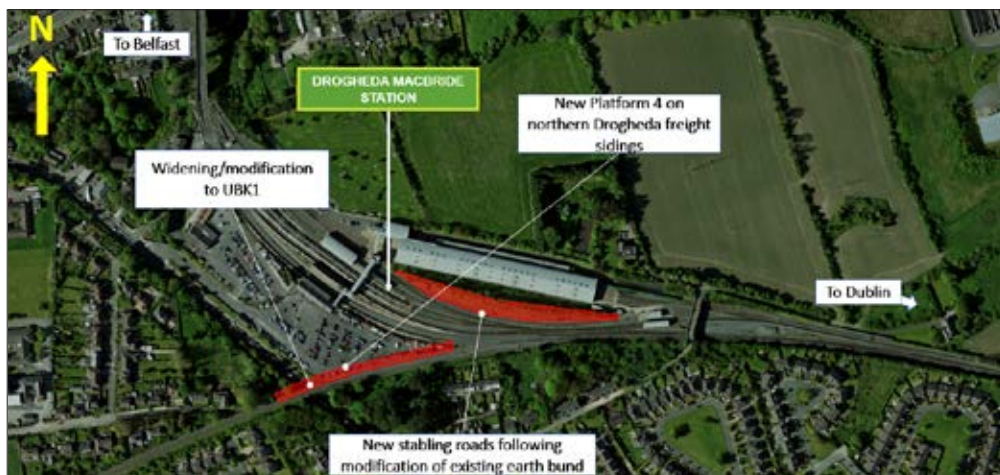 N
To Belfast
DROGHEDA MACBRIDE
STATION
New Platform 4 on
northern Drogheda freight
sidings
Widening/modification
to UBK1
To Dublin
New stabling roads following
modification of existing earth bund